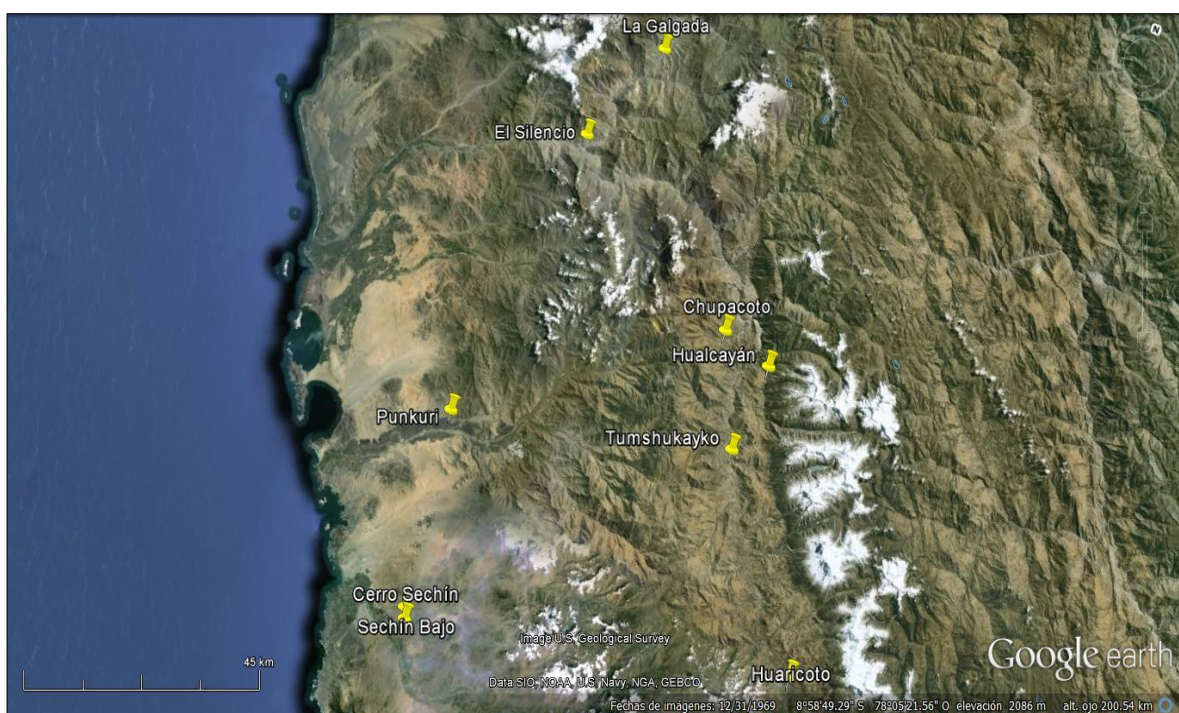 La Galgada
N
El Silencio
Chupacoto
Hualcayán
Punkuri
Tumshukayko
Cerro Sechín
Sechín Bajo
Image U.S. Geological Survey
45 km
Data SIO, NOAA, U.S. Navy, NGA, GEBCO
Huaricoto
Google earth
Fechas de imágenes: 12/31/1969 8°58'49.29" S 78°05'21.56" O elevación 2086 m alt. ojo 200.54 km